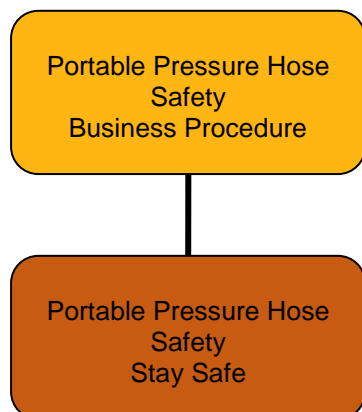 Portable Pressure Hose
Safety
Business Procedure
Portable Pressure Hose
Safety
Stay Safe